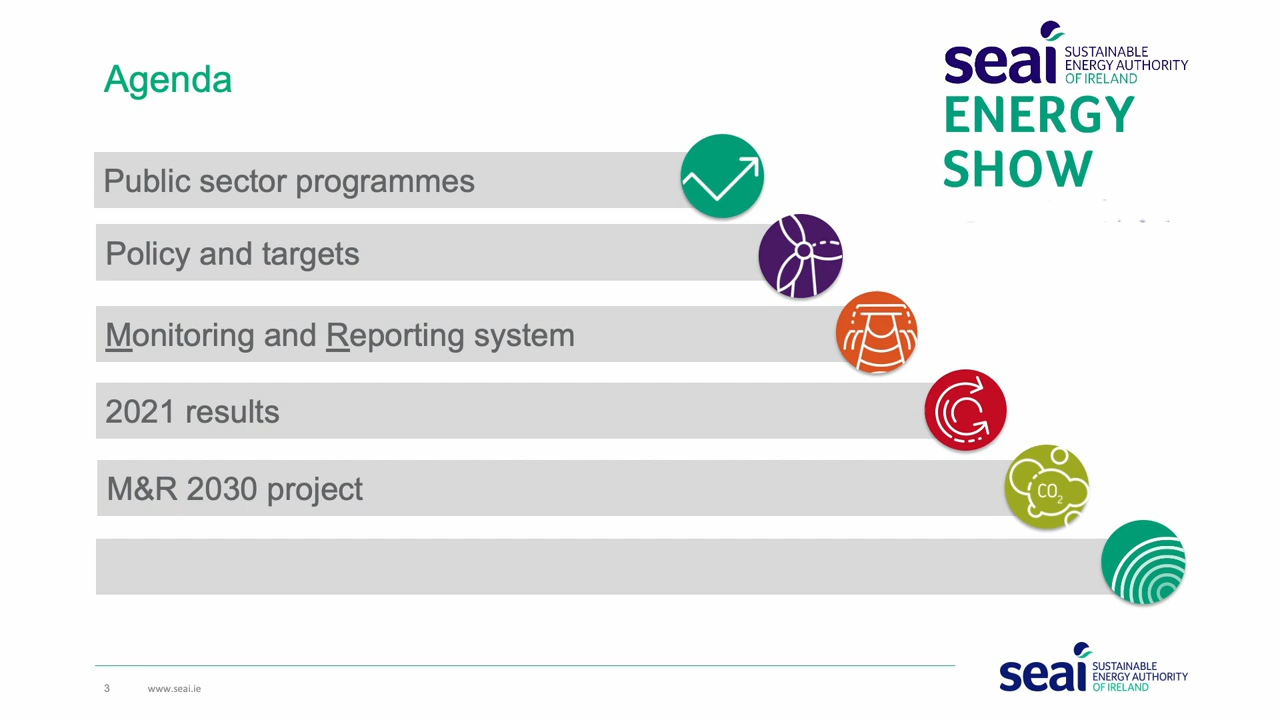 Agenda
seai SUSTAINABLE
ENERGY AUTHORITY
OF IRELAND
ENERGY
SHOW
Public sector programmes
Policy and targets
Monitoring and Reporting system
2021 results
M&R 2030 project
CO2
3 www.seai.ie
seai SUSTAINABLE
ENERGY AUTHORITY
OF IRELAND